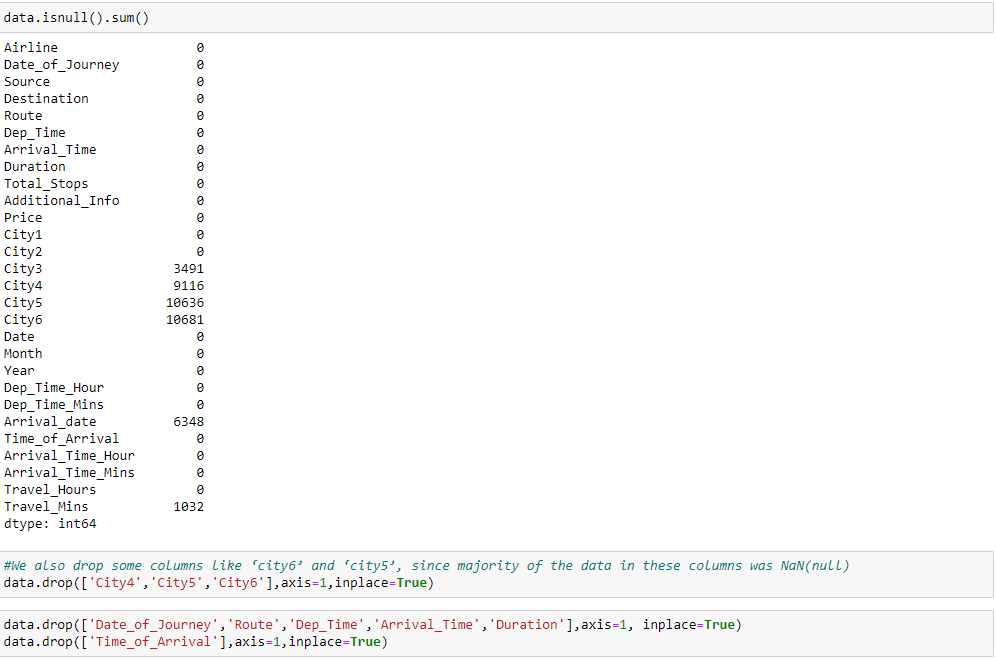 data.isnull().sum()
Airline 0
Date_of_Journey 0
Source 0
Destination 0
Route 0
Dep_Time 0
Arrival_Time 0
Duration 0
Total_Stops 0
Additional_Info 0
Price 0
City1 0
City2 0
City3 3491
City4 9116
City5 10636
City6 10681
Date 0
Month 0
Year 0
Dep_Time_Hour 0
Dep_Time_Mins 0
Arrival_date 6348
Time_of_Arrival 0
Arrival_Time_Hour 0
Arrival_Time_Mins 0
Travel_Hours 0
Travel_Mins 1032
dtype: int64
#We also drop some columns like ‘city6’ and ‘city5’, since majority of the data in these columns was NaN(null)
data.drop(['City4','City5','City6'],axis=1,inplace=True)
data.drop(['Date_of_Journey','Route','Dep_Time','Arrival_Time','Duration'],axis=1, inplace=True)
data.drop(['Time_of_Arrival'],axis=1,inplace=True)